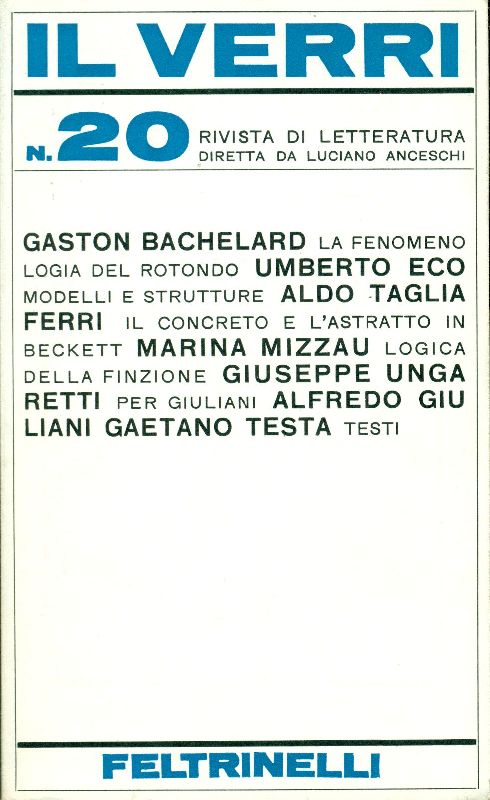 IL VERRI
N. 20 RIVISTA DI LETTERATURA
DIRETTA DA LUCIANO ANCESCHI
GASTON BACHELARD LA FENOMENO
LOGIA DEL ROTONDO UMBERTO ECO
MODELLI E STRUTTURE ALDO TAGLIA
FERRI IL CONCRETO E L'ASTRATTO IN
BECKETT MARINA MIZZAU LOGICA
DELLA FINZIONE GIUSEPPE UNGA
RETTI PER GIULIANI ALFREDO GIU
LIANI GAETANO TESTA TESTI
FELTRINELLI